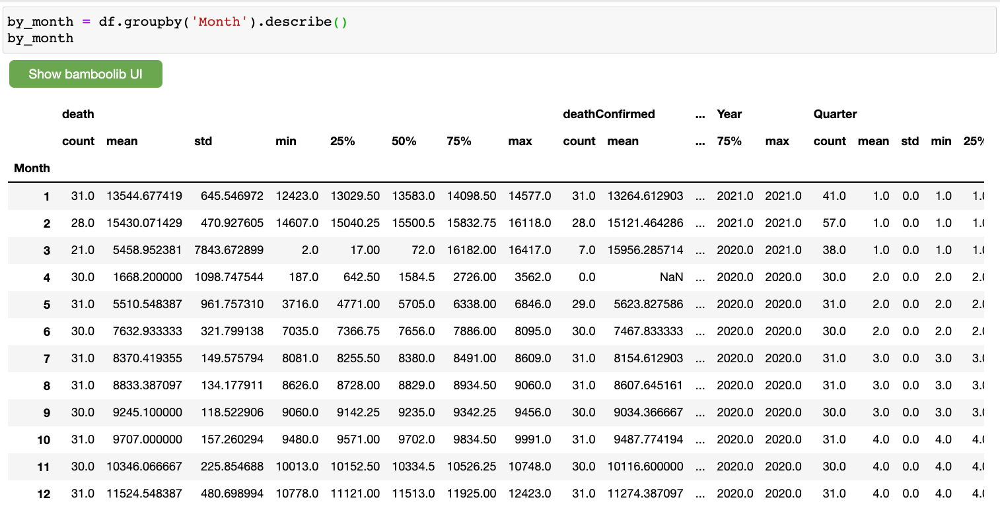 by_month = df.groupby('Month').describe()
by_month
Show bamboolib UI
death deathConfirmed ... Year Quarter
count mean std min 25% 50% 75% max count mean ... 75% max count mean std min 25%
Month
1 31.0 13544.677419 645.546972 12423.0 13029.50 13583.0 14098.50 14577.0 31.0 13264.612903 ... 2021.0 2021.0 41.0 1.0 0.0 1.0 1.0
2 28.0 15430.071429 470.927605 14607.0 15040.25 15500.5 15832.75 16118.0 28.0 15121.464286 ... 2021.0 2021.0 57.0 1.0 0.0 1.0 1.0
3 21.0 5458.952381 7843.672899 2.0 17.00 72.0 16182.00 16417.0 7.0 15956.285714 ... 2020.0 2021.0 38.0 1.0 0.0 1.0 1.0
4 30.0 1668.200000 1098.747544 187.0 642.50 1584.5 2726.00 3562.0 0.0 NaN ... 2020.0 2020.0 30.0 2.0 0.0 2.0 2.0
5 31.0 5510.548387 961.757310 3716.0 4771.00 5705.0 6338.00 6846.0 29.0 5623.827586 ... 2020.0 2020.0 31.0 2.0 0.0 2.0 2.0
6 30.0 7632.933333 321.799138 7035.0 7366.75 7656.0 7886.00 8095.0 30.0 7467.833333 ... 2020.0 2020.0 30.0 2.0 0.0 2.0 2.0
7 31.0 8370.419355 149.575794 8081.0 8255.50 8380.0 8491.00 8609.0 31.0 8154.612903 ... 2020.0 2020.0 31.0 3.0 0.0 3.0 3.0
8 31.0 8833.387097 134.177911 8626.0 8728.00 8829.0 8934.50 9060.0 31.0 8607.645161 ... 2020.0 2020.0 31.0 3.0 0.0 3.0 3.0
9 30.0 9245.100000 118.522906 9060.0 9142.25 9235.0 9342.25 9456.0 30.0 9034.366667 ... 2020.0 2020.0 30.0 3.0 0.0 3.0 3.0
10 31.0 9707.000000 157.260294 9480.0 9571.00 9702.0 9834.50 9991.0 31.0 9487.774194 ... 2020.0 2020.0 31.0 4.0 0.0 4.0 4.0
11 30.0 10346.066667 225.854688 10013.0 10152.50 10334.5 10526.25 10748.0 30.0 10116.600000 ... 2020.0 2020.0 30.0 4.0 0.0 4.0 4.0
12 31.0 11524.548387 480.698994 10778.0 11121.00 11513.0 11925.00 12423.0 31.0 11274.387097 ... 2020.0 2020.0 31.0 4.0 0.0 4.0 4.0